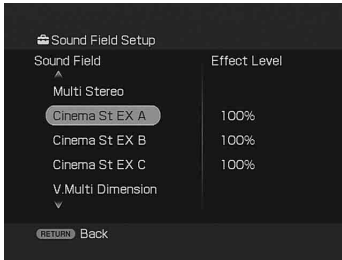 Sound Field Setup
Sound Field Effect Level
Multi Stereo
Cinema St EX A 100%
Cinema St EX B 100%
Cinema St EX C 100%
V.Multi Dimension
RETURN Back